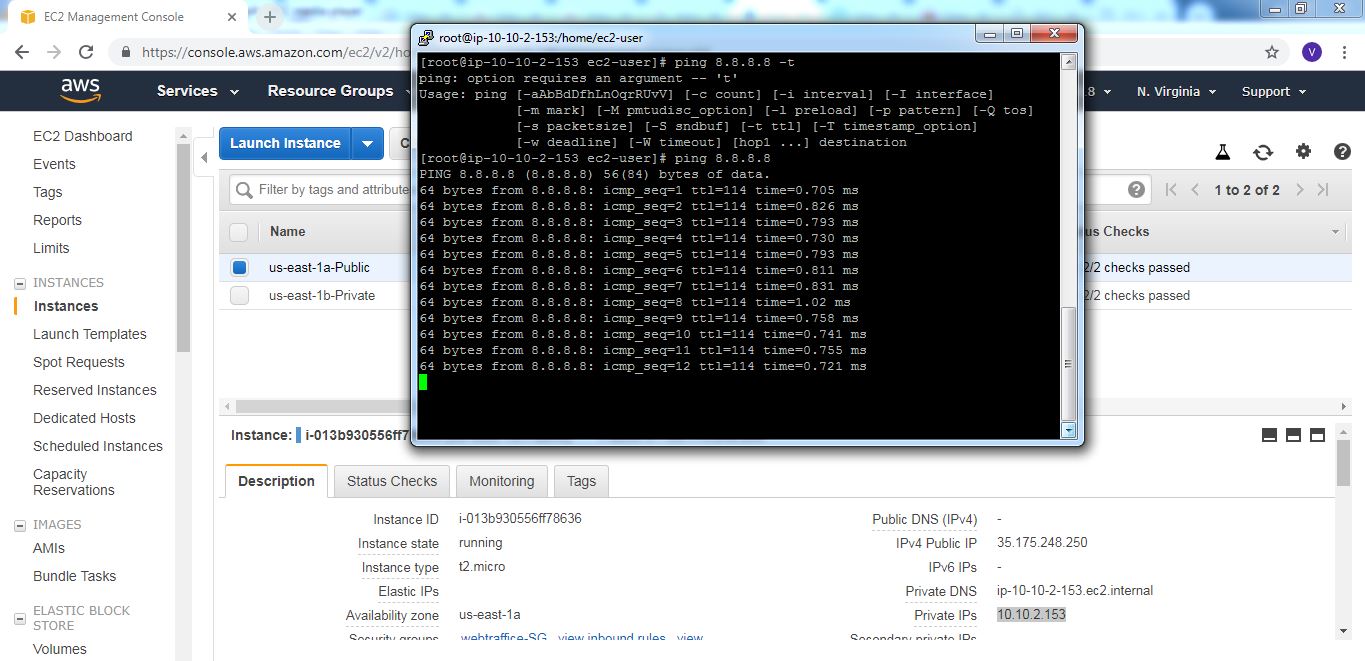 EC2 Management Console
https://console.aws.amazon.com/ec2/v2/ho
V
aws
Services
Resource Groups
.8
N. Virginia
Support
root@ip-10-10-2-153:/home/ec2-user
[root@ip-10-10-2-153 ec2-user]# ping 8.8.8.8 -t
ping: option requires an argument -- 't'
Usage: ping [-aAbBdDfhLnOqrRUvV] [-c count] [-i interval] [-I interface]
[-m mark] [-M pmtudisc_option] [-l preload] [-p pattern] [-Q tos]
[-s packetsize] [-S sndbuf] [-t ttl] [-T timestamp_option]
[-w deadline] [-W timeout] [hop1 ...] destination
[root@ip-10-10-2-153 ec2-user]# ping 8.8.8.8
PING 8.8.8.8 (8.8.8.8) 56(84) bytes of data.
64 bytes from 8.8.8.8: icmp_seq=1 ttl=114 time=0.705 ms
64 bytes from 8.8.8.8: icmp_seq=2 ttl=114 time=0.826 ms
64 bytes from 8.8.8.8: icmp_seq=3 ttl=114 time=0.793 ms
64 bytes from 8.8.8.8: icmp_seq=4 ttl=114 time=0.730 ms
64 bytes from 8.8.8.8: icmp_seq=5 ttl=114 time=0.793 ms
64 bytes from 8.8.8.8: icmp_seq=6 ttl=114 time=0.811 ms
64 bytes from 8.8.8.8: icmp_seq=7 ttl=114 time=0.831 ms
64 bytes from 8.8.8.8: icmp_seq=8 ttl=114 time=1.02 ms
64 bytes from 8.8.8.8: icmp_seq=9 ttl=114 time=0.758 ms
64 bytes from 8.8.8.8: icmp_seq=10 ttl=114 time=0.741 ms
64 bytes from 8.8.8.8: icmp_seq=11 ttl=114 time=0.755 ms
64 bytes from 8.8.8.8: icmp_seq=12 ttl=114 time=0.721 ms
EC2 Dashboard
Events
Tags
Reports
Limits
INSTANCES
Instances
Launch Templates
Spot Requests
Reserved Instances
Dedicated Hosts
Scheduled Instances
Capacity
Reservations
IMAGES
AMIs
Bundle Tasks
ELASTIC BLOCK
STORE
Volumes
Launch Instance
C
Filter by tags and attribute
1 to 2 of 2
Name
us Checks
us-east-1a-Public
2/2 checks passed
us-east-1b-Private
2/2 checks passed
Instance: i-013b930556ff7
Description
Status Checks
Monitoring
Tags
Instance ID i-013b930556ff78636
Instance state running
Instance type t2.micro
Elastic IPs
Availability zone us-east-1a
Security groups webtraffice-SG. view inbound rules. view
Public DNS (IPv4) -
IPv4 Public IP 35.175.248.250
IPv6 IPs -
Private DNS ip-10-10-2-153.ec2.internal
Private IPs 10.10.2.153
Secondary private IPs